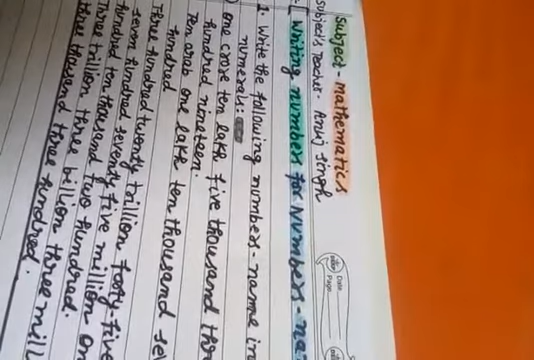 Subject - mathematics
Subject's Teacher - Anuj singh
Writing numbers for Numbers - na
1. Write the following numbers - name in
numerals:
one crore ten lakh five thousand
hundred nineteen
Ten arab one lakh ten thousand se
hundred
Three hundred twenty trillion forty five
seven hundred seventy five million on
hundred ten thousand two hundred.
Three trillion three billion three mill
three thousand three hundred.
Date
Page